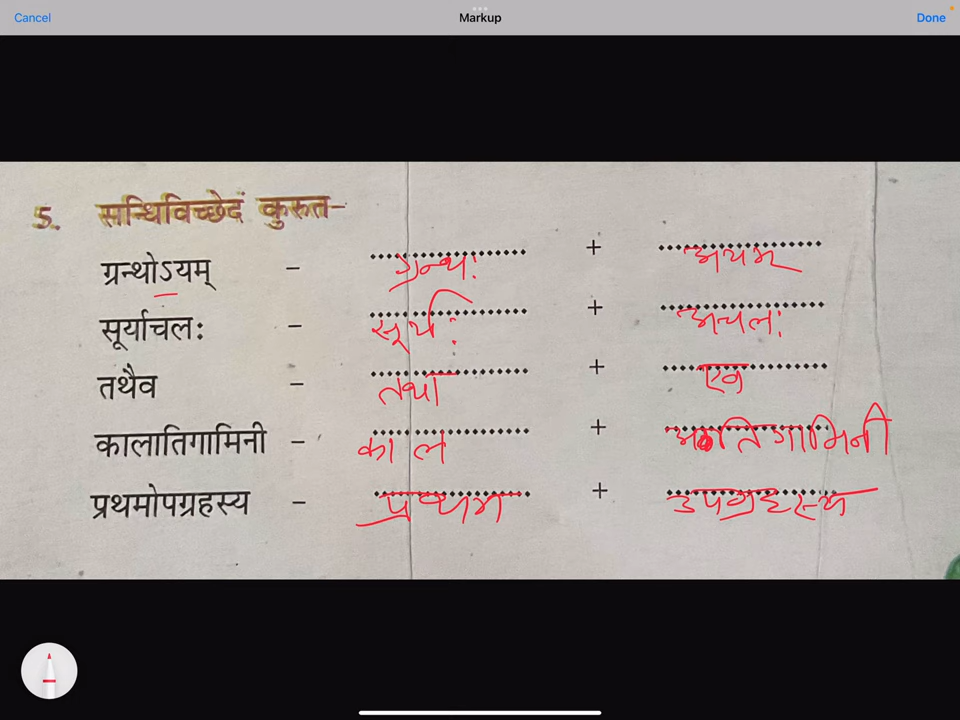 Cancel Markup Done
5. सन्धिविच्छेदं कुरुत-
ग्रन्थोऽयम् - ग्रन्थः + अयम्
सूर्याचलः - सूर्यः + अचलः
तथैव - तथा + एव
कालातिगामिनी - काल + अतिगामिनी
प्रथमोपग्रहस्य - प्रथम + उपग्रहस्य